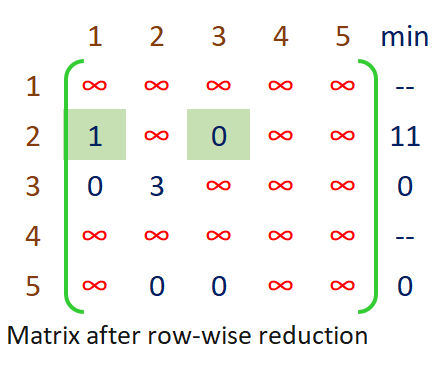 1 2 3 4 5 min
1 ∞ ∞ ∞ ∞ ∞ --
2 1 ∞ 0 ∞ ∞ 11
3 0 3 ∞ ∞ ∞ 0
4 ∞ ∞ ∞ ∞ ∞ --
5 ∞ 0 0 ∞ ∞ 0
Matrix after row-wise reduction